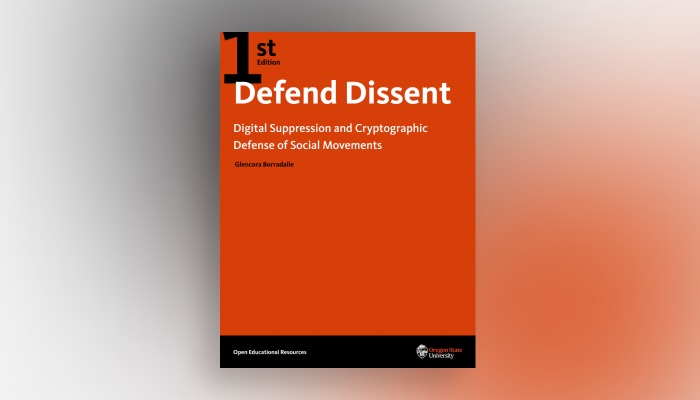 1st
Edition
Defend Dissent
Digital Suppression and Cryptographic
Defense of Social Movements
Glencora Borradaile
Open Educational Resources
Oregon State
University